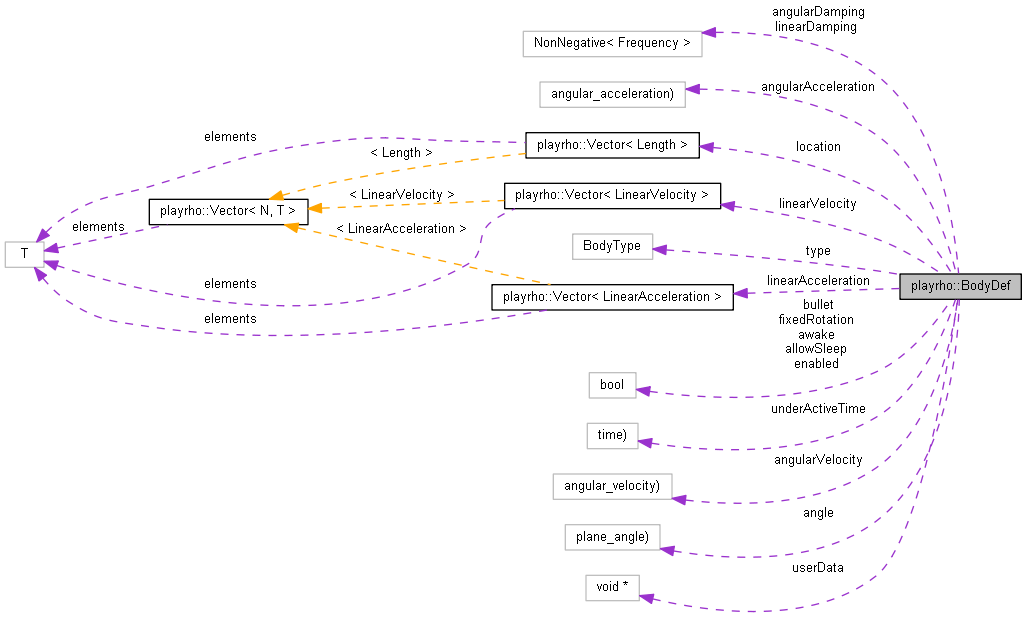 angularDamping
linearDamping
NonNegative< Frequency >
angularAcceleration
angular_acceleration)
elements
playrho::Vector< Length >
location
< Length >
< LinearVelocity >
playrho::Vector< LinearVelocity >
linearVelocity
playrho::Vector< N, T >
elements
< LinearAcceleration >
T
BodyType
type
elements
linearAcceleration
playrho::BodyDef
playrho::Vector< LinearAcceleration >
elements
bullet
fixedRotation
awake
allowSleep
enabled
bool
underActiveTime
time)
angularVelocity
angular_velocity)
angle
plane_angle)
userData
void *